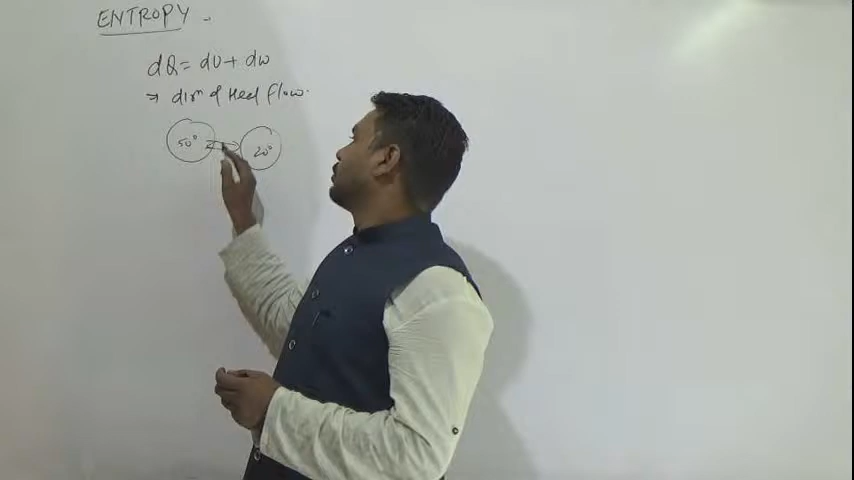 ENTROPY -
dQ = dU + dw
→ dirⁿ of Heat flow.
50° 20°